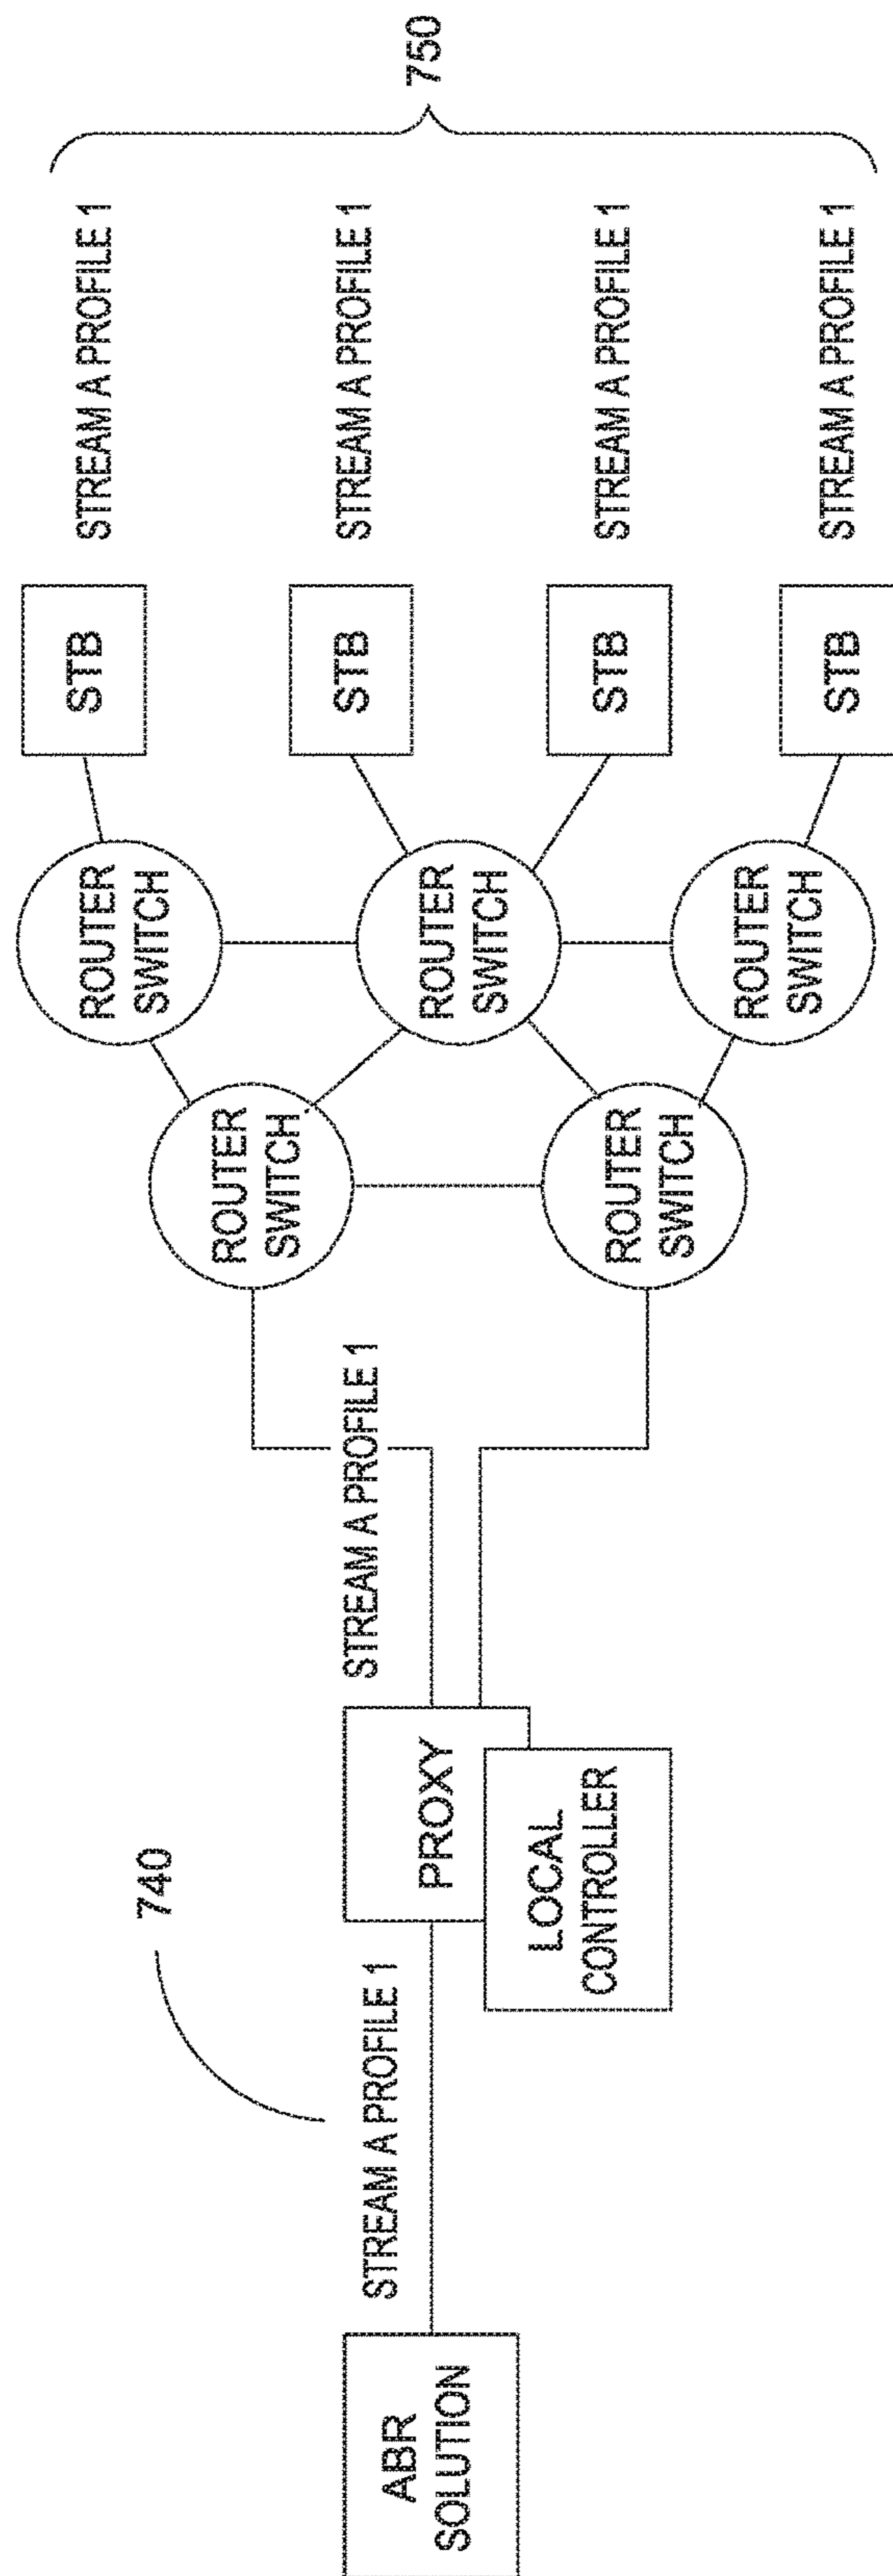 ABR
SOLUTION
STREAM A PROFILE 1
740
PROXY
LOCAL
CONTROLLER
STREAM A PROFILE 1
ROUTER
SWITCH
ROUTER
SWITCH
ROUTER
SWITCH
ROUTER
SWITCH
ROUTER
SWITCH
STB
STREAM A PROFILE 1
STB
STREAM A PROFILE 1
STB
STREAM A PROFILE 1
STB
STREAM A PROFILE 1
750